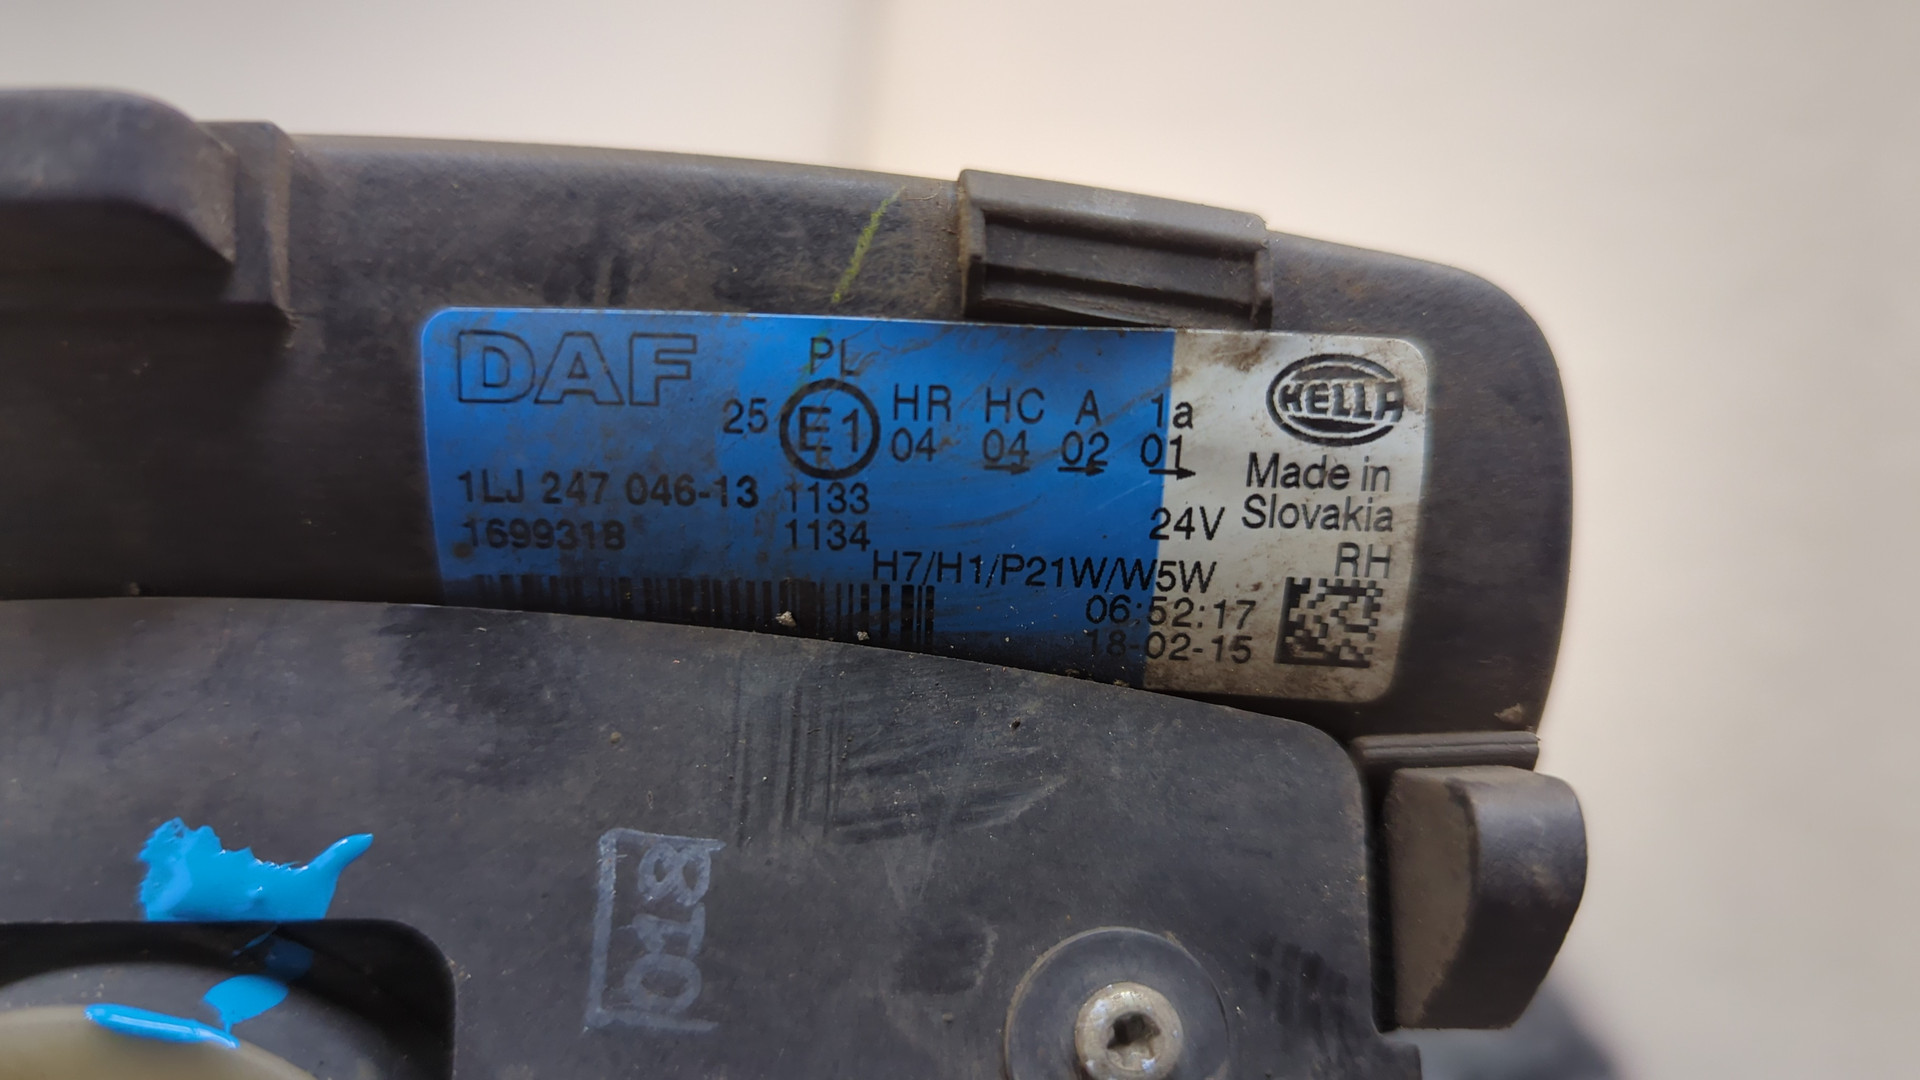 DAF
PL
25 E1 HR HC A 1a
04 04 02 01
HELLA
Made in
Slovakia
1LJ 247 046-13 1133
1699318 1134
24V
RH
H7/H1/P21W/W5W
06:52:17
18-02-15